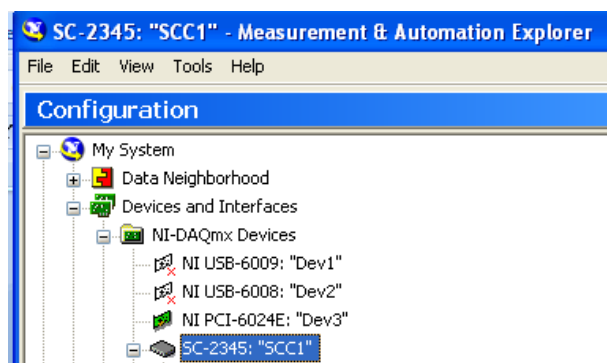 SC-2345: "SCC1" - Measurement & Automation Explorer
File Edit View Tools Help
Configuration
My System
Data Neighborhood
Devices and Interfaces
NI-DAQmx Devices
NI USB-6009: "Dev1"
NI USB-6008: "Dev2"
NI PCI-6024E: "Dev3"
SC-2345: "SCC1"